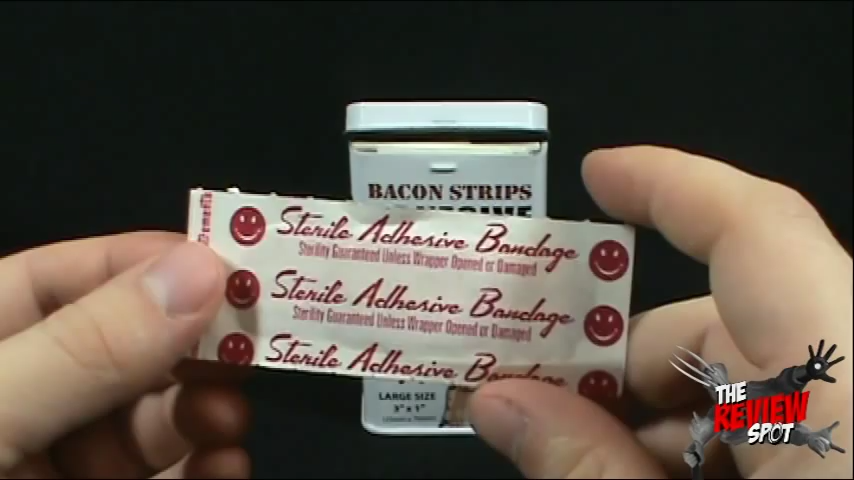 BACON STRIPS
Sterile Adhesive Bandage
Sterility Guaranteed Unless Wrapper Opened or Damaged
Sterile Adhesive Bandage
Sterility Guaranteed Unless Wrapper Opened or Damaged
Sterile Adhesive Bandage
LARGE SIZE
3" x 1"
THE
REVIEW
SPOT